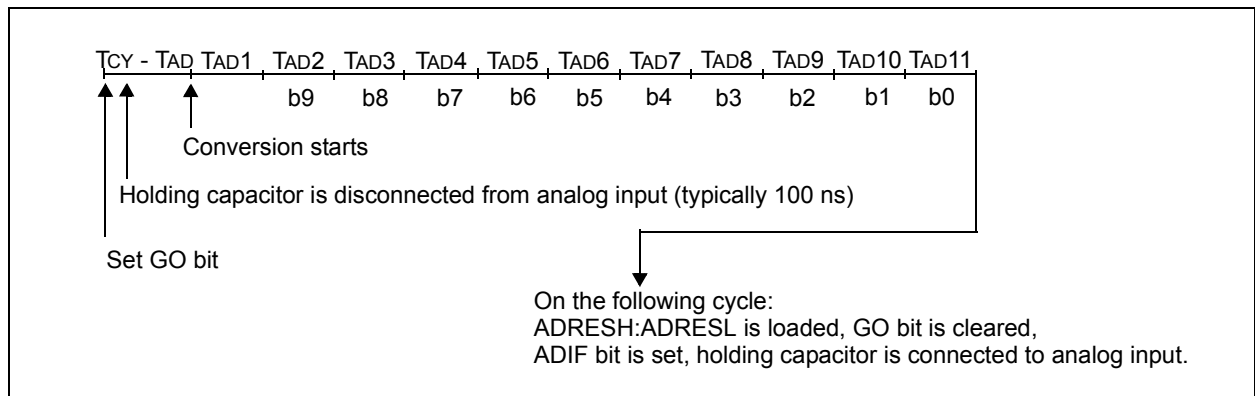 TCY - TAD TAD1 TAD2 TAD3 TAD4 TAD5 TAD6 TAD7 TAD8 TAD9 TAD10 TAD11
b9 b8 b7 b6 b5 b4 b3 b2 b1 b0
Conversion starts
Holding capacitor is disconnected from analog input (typically 100 ns)
Set GO bit
On the following cycle:
ADRESH:ADRESL is loaded, GO bit is cleared,
ADIF bit is set, holding capacitor is connected to analog input.